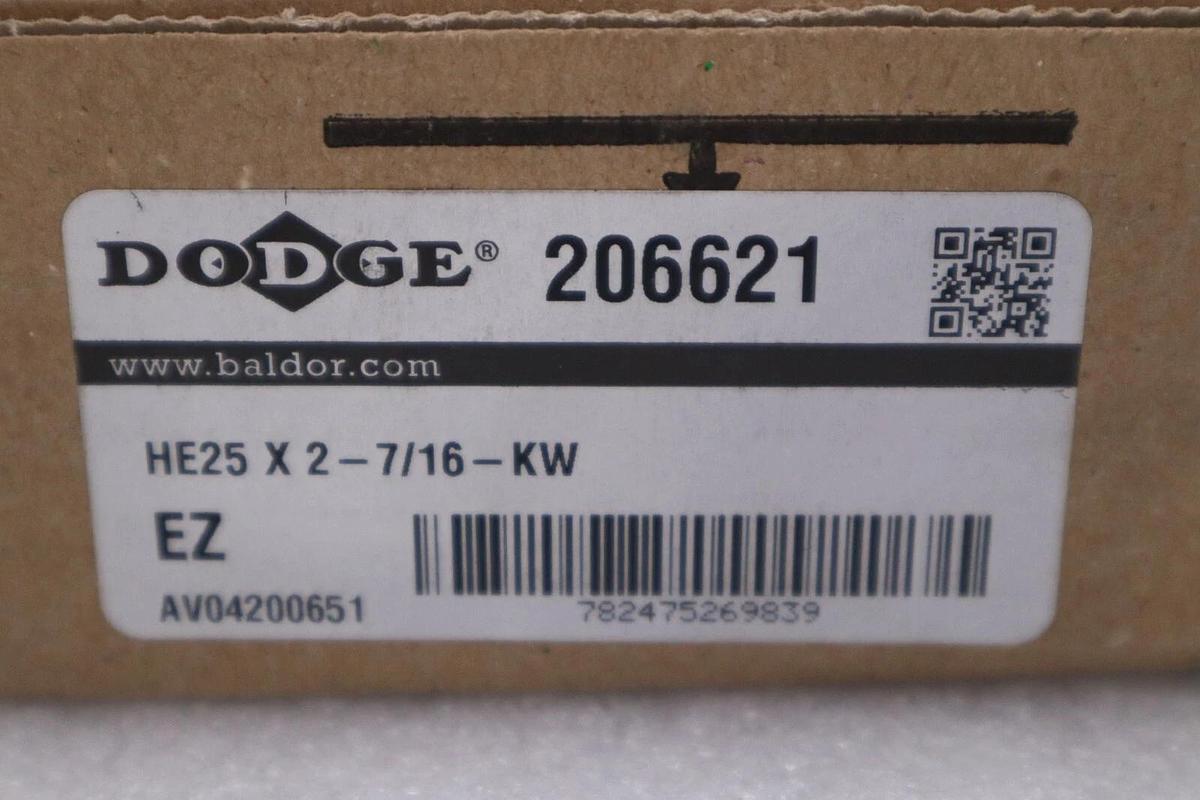 DODGE® 206621
www.baldor.com
HE25 X 2-7/16-KW
EZ
AV04200651
782475269839